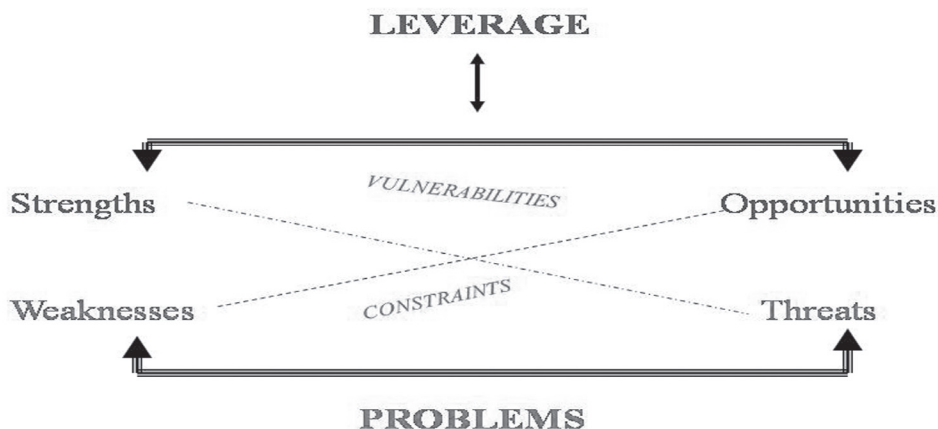 LEVERAGE
VULNERABILITIES
Strengths
Opportunities
CONSTRAINTS
Weaknesses
Threats
PROBLEMS